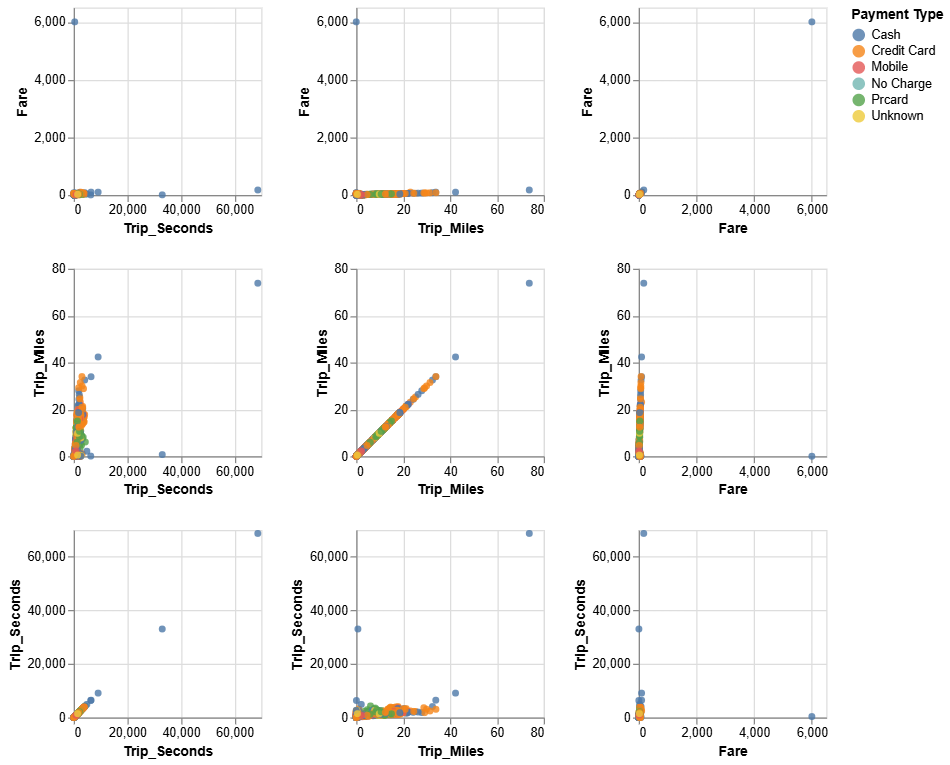 6,000
4,000
2,000
0
Fare
0 20,000 40,000 60,000
Trip_Seconds
6,000
4,000
2,000
0
Fare
0 20 40 60 80
Trip_Miles
6,000
4,000
2,000
0
Fare
0 2,000 4,000 6,000
Fare
Payment Type
Cash
Credit Card
Mobile
No Charge
Prcard
Unknown
80
60
40
20
0
Trip_Miles
0 20,000 40,000 60,000
Trip_Seconds
80
60
40
20
0
Trip_Miles
0 20 40 60 80
Trip_Miles
80
60
40
20
0
Trip_Miles
0 2,000 4,000 6,000
Fare
60,000
40,000
20,000
0
Trip_Seconds
0 20,000 40,000 60,000
Trip_Seconds
60,000
40,000
20,000
0
Trip_Seconds
0 20 40 60 80
Trip_Miles
60,000
40,000
20,000
0
Trip_Seconds
0 2,000 4,000 6,000
Fare